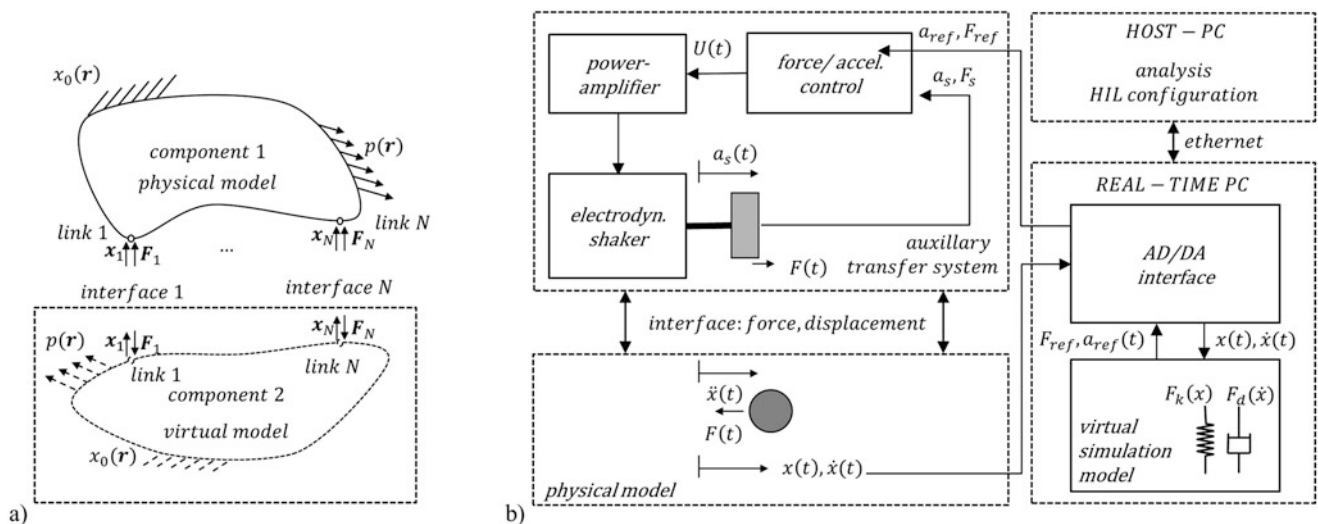 x₀(r)
component 1
physical model
p(r)
link 1
...
link N
x₁ F₁
x_N F_N
interface 1
interface N
x₁ F₁
x_N F_N
p(r)
link 1
link N
component 2
virtual model
x₀(r)
a)
power-
amplifier
U(t)
force/ accel.
control
a_ref, F_ref
a_s, F_s
electrodyn.
shaker
a_s(t)
F(t)
auxillary
transfer system
interface: force, displacement
ẍ(t)
F(t)
x(t), ẋ(t)
physical model
b)
HOST − PC
analysis
HIL configuration
ethernet
REAL − TIME PC
AD/DA
interface
F_ref, a_ref(t)
x(t), ẋ(t)
F_k(x)
F_d(ẋ)
virtual
simulation
model